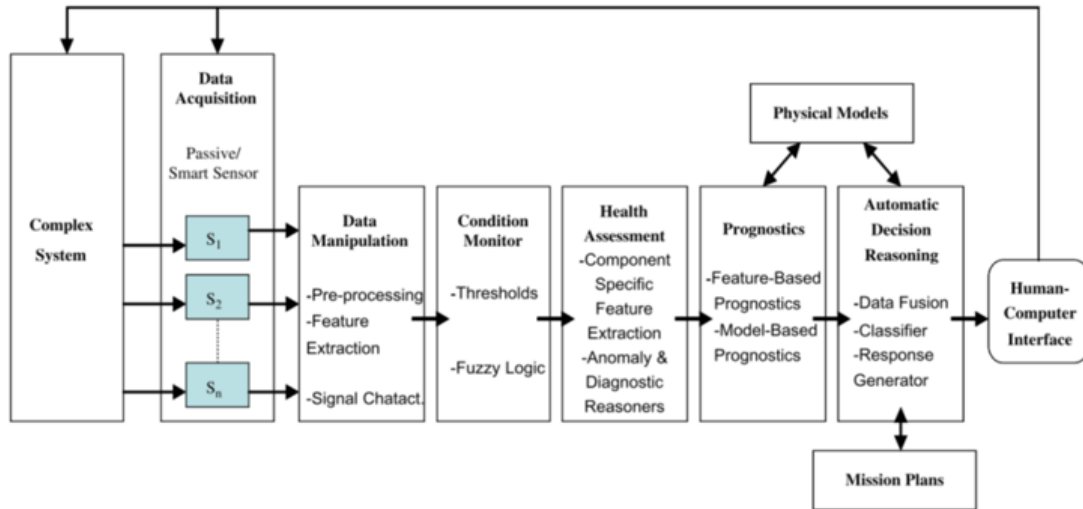 Complex
System
Data
Acquisition
Passive/
Smart Sensor
S1
S2
Sn
Data
Manipulation
-Pre-processing
-Feature
Extraction
-Signal Chatact.
Condition
Monitor
-Thresholds
-Fuzzy Logic
Health
Assessment
-Component
Specific
Feature
Extraction
-Anomaly &
Diagnostic
Reasoners
Physical Models
Prognostics
-Feature-Based
Prognostics
-Model-Based
Prognostics
Automatic
Decision
Reasoning
-Data Fusion
-Classifier
-Response
Generator
Human-
Computer
Interface
Mission Plans